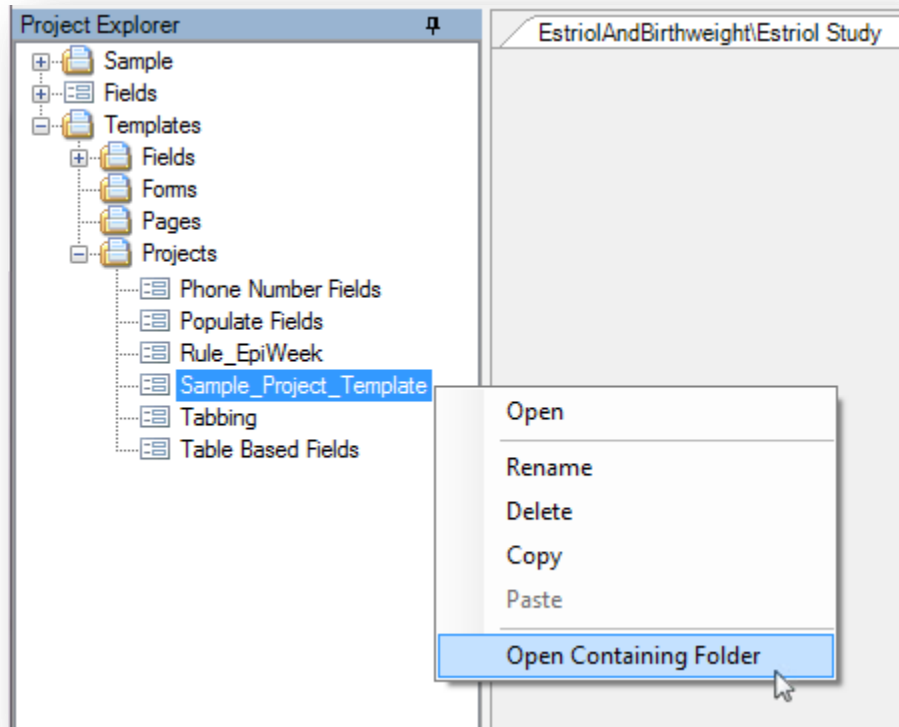 Project Explorer
EstriolAndBirthweight\Estriol Study
Sample
Fields
Templates
Fields
Forms
Pages
Projects
Phone Number Fields
Populate Fields
Rule_EpiWeek
Sample_Project_Template
Tabbing
Table Based Fields
Open
Rename
Delete
Copy
Paste
Open Containing Folder